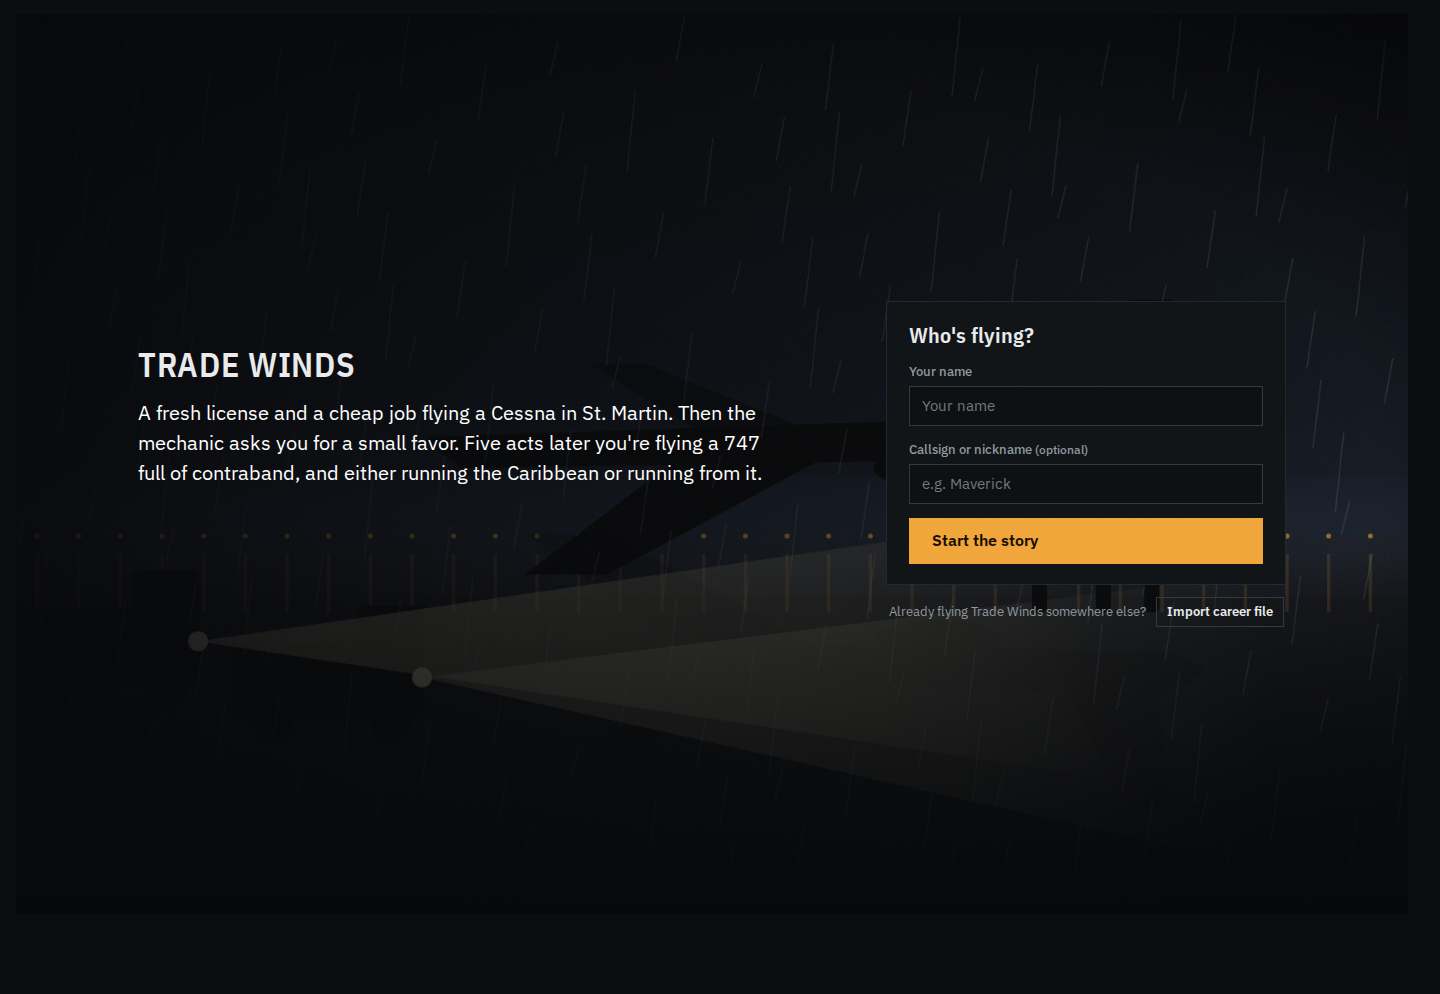 TRADE WINDS
A fresh license and a cheap job flying a Cessna in St. Martin. Then the
mechanic asks you for a small favor. Five acts later you're flying a 747
full of contraband, and either running the Caribbean or running from it.
Who's flying?
Your name
Your name
Callsign or nickname (optional)
e.g. Maverick
Start the story
Already flying Trade Winds somewhere else? Import career file